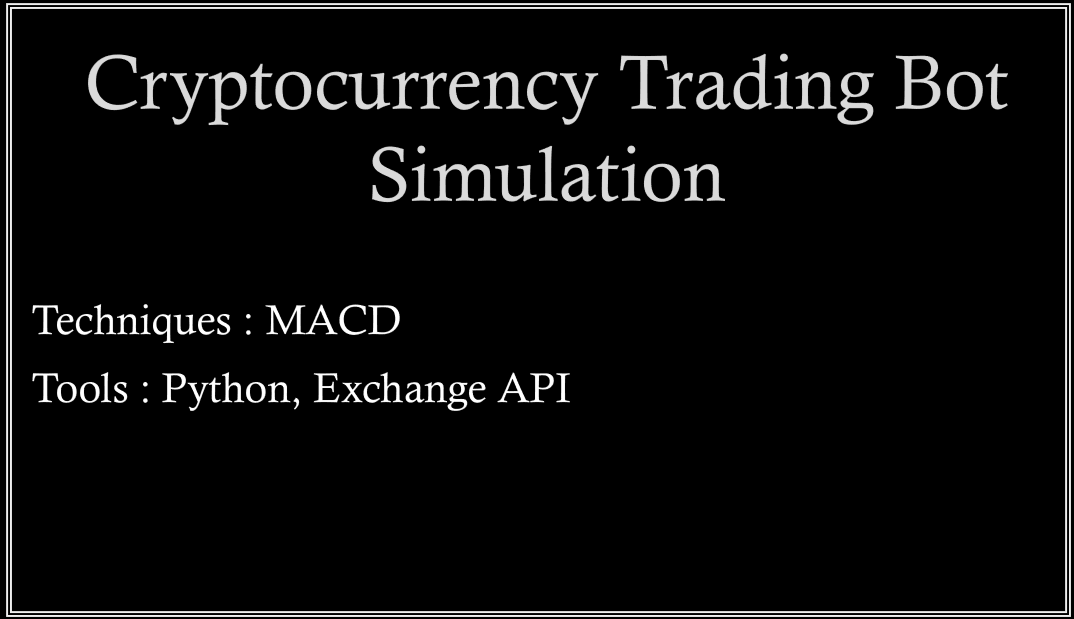 Cryptocurrency Trading Bot
Simulation
Techniques : MACD
Tools : Python, Exchange API